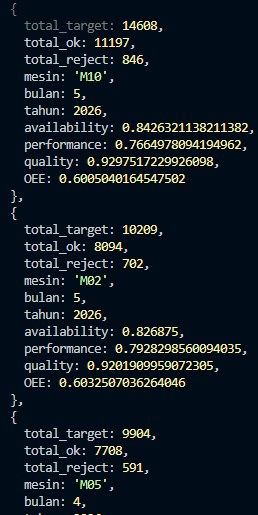 {
total_target: 14608,
total_ok: 11197,
total_reject: 846,
mesin: 'M10',
bulan: 5,
tahun: 2026,
availability: 0.8426321138211382,
performance: 0.7664978094194962,
quality: 0.9297517229926098,
OEE: 0.6005040164547502
},
{
total_target: 10209,
total_ok: 8094,
total_reject: 702,
mesin: 'M02',
bulan: 5,
tahun: 2026,
availability: 0.826875,
performance: 0.7928298560094035,
quality: 0.9201909959072305,
OEE: 0.6032507036264046
},
{
total_target: 9904,
total_ok: 7708,
total_reject: 591,
mesin: 'M05',
bulan: 4,